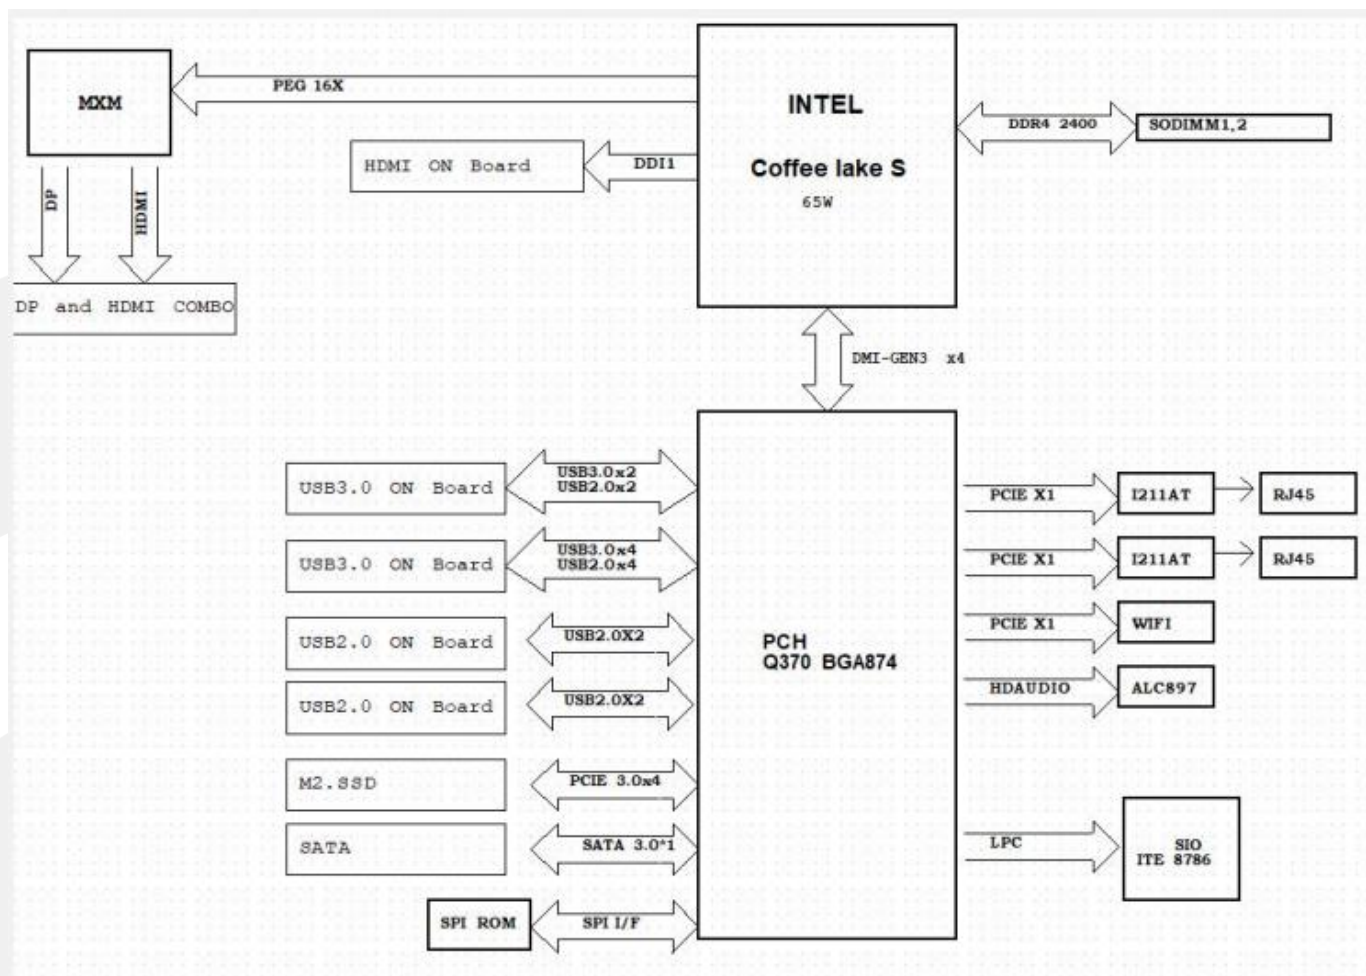 MXM
PEG 16X
INTEL
Coffee lake S
65W
DDR4 2400
SODIMM1,2
HDMI ON Board
DDI1
DP
HDMI
DP and HDMI COMBO
DMI-GEN3 x4
USB3.0 ON Board
USB3.0x2
USB2.0x2
USB3.0 ON Board
USB3.0x4
USB2.0x4
USB2.0 ON Board
USB2.0X2
USB2.0 ON Board
USB2.0X2
M2.SSD
PCIE 3.0x4
SATA
SATA 3.0*1
SPI ROM
SPI I/F
PCH
Q370 BGA874
PCIE X1
I211AT
RJ45
PCIE X1
I211AT
RJ45
PCIE X1
WIFI
HDAUDIO
ALC897
LPC
SIO
ITE 8786